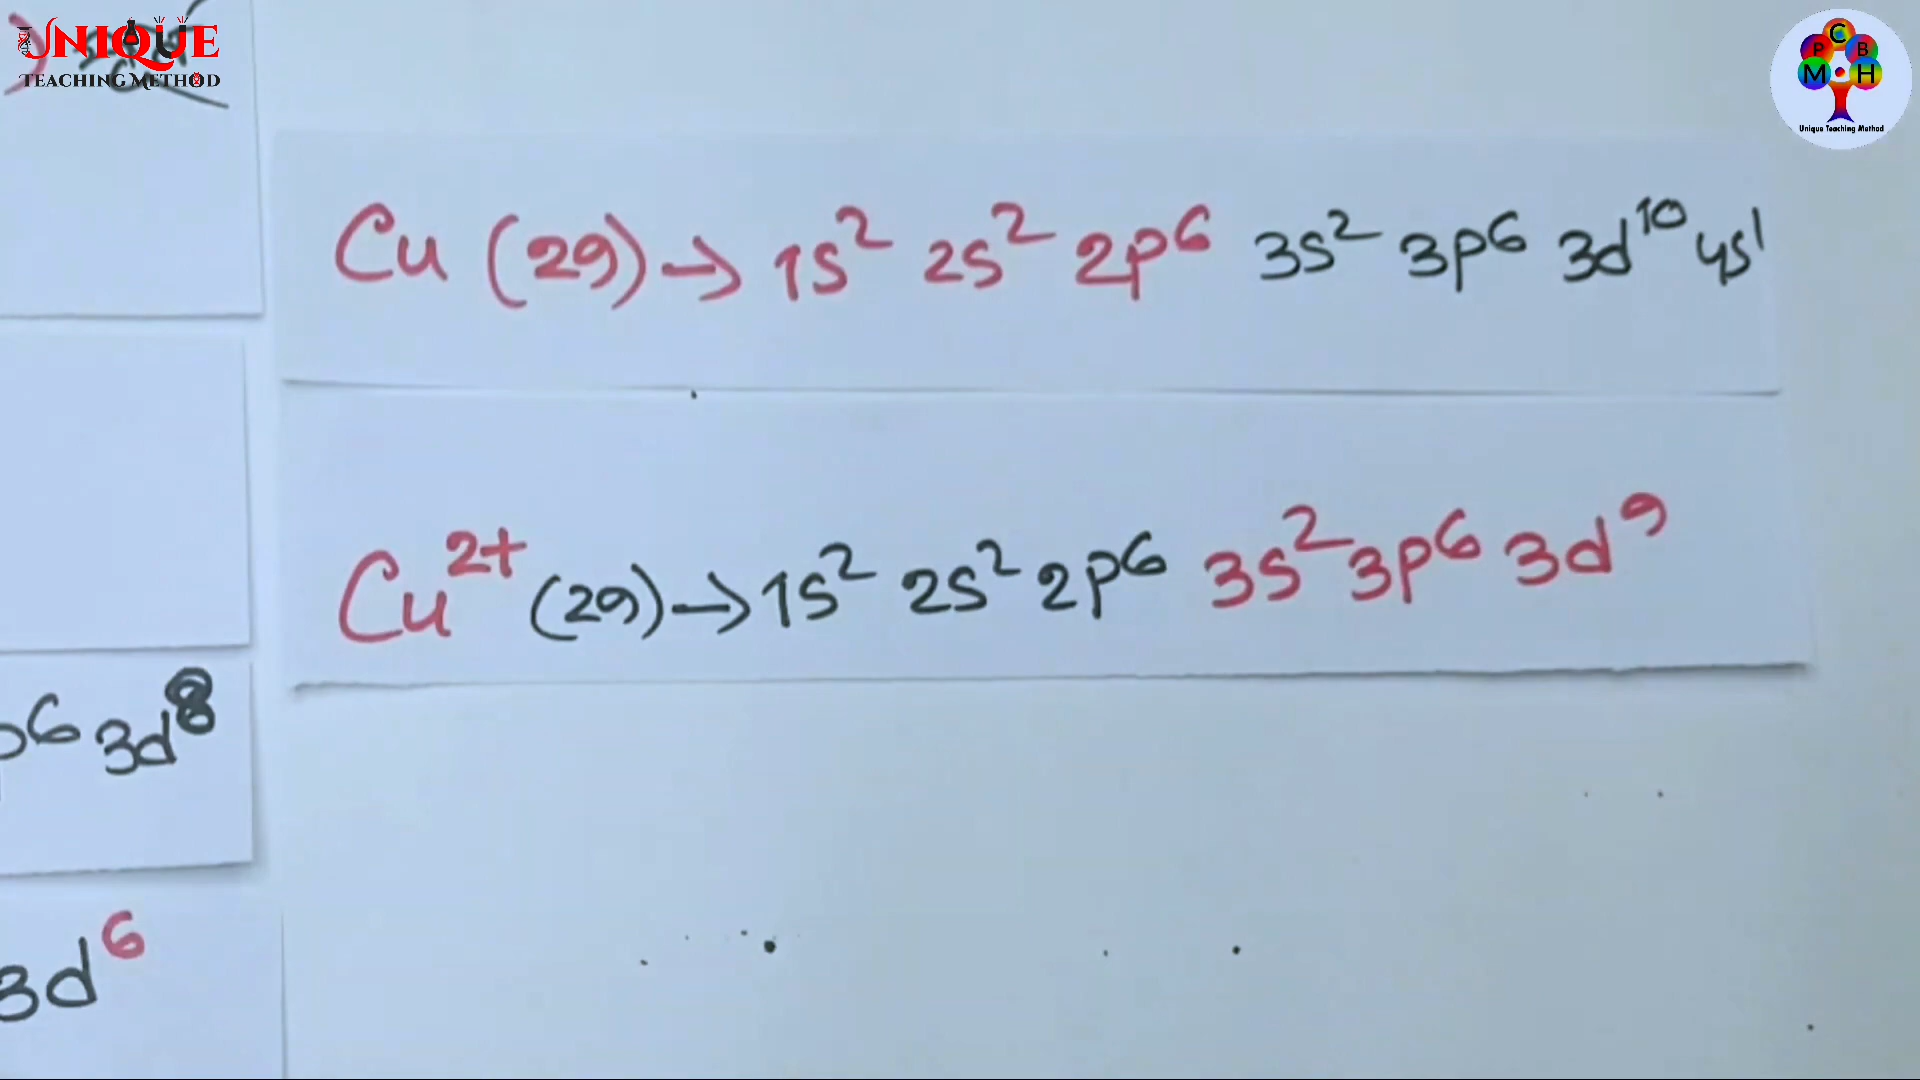 UNIQUE
TEACHING METHOD
P C B
M H
Unique Teaching Method
Cu (29) → 1s² 2s² 2p⁶ 3s² 3p⁶ 3d¹⁰ 4s¹
Cu²⁺ (29) → 1s² 2s² 2p⁶ 3s² 3p⁶ 3d⁹
p⁶ 3d⁸
3d⁶